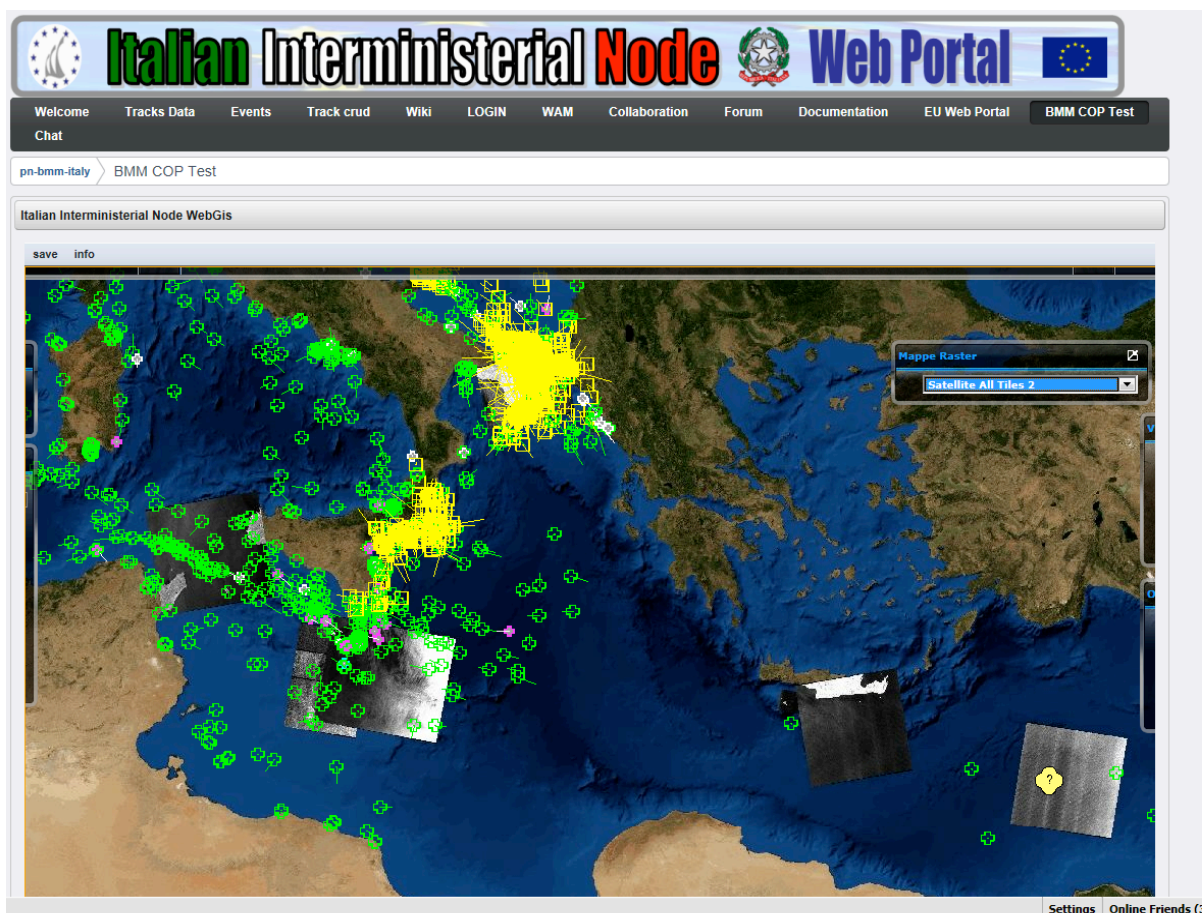 Italian Interministerial Node Web Portal
Welcome Tracks Data Events Track crud Wiki LOGIN WAM Collaboration Forum Documentation EU Web Portal BMM COP Test
Chat
pn-bmm-italy BMM COP Test
Italian Interministerial Node WebGis
save info
Mappe Raster
Satellite All Tiles 2
V
O
?
Settings Online Friends (